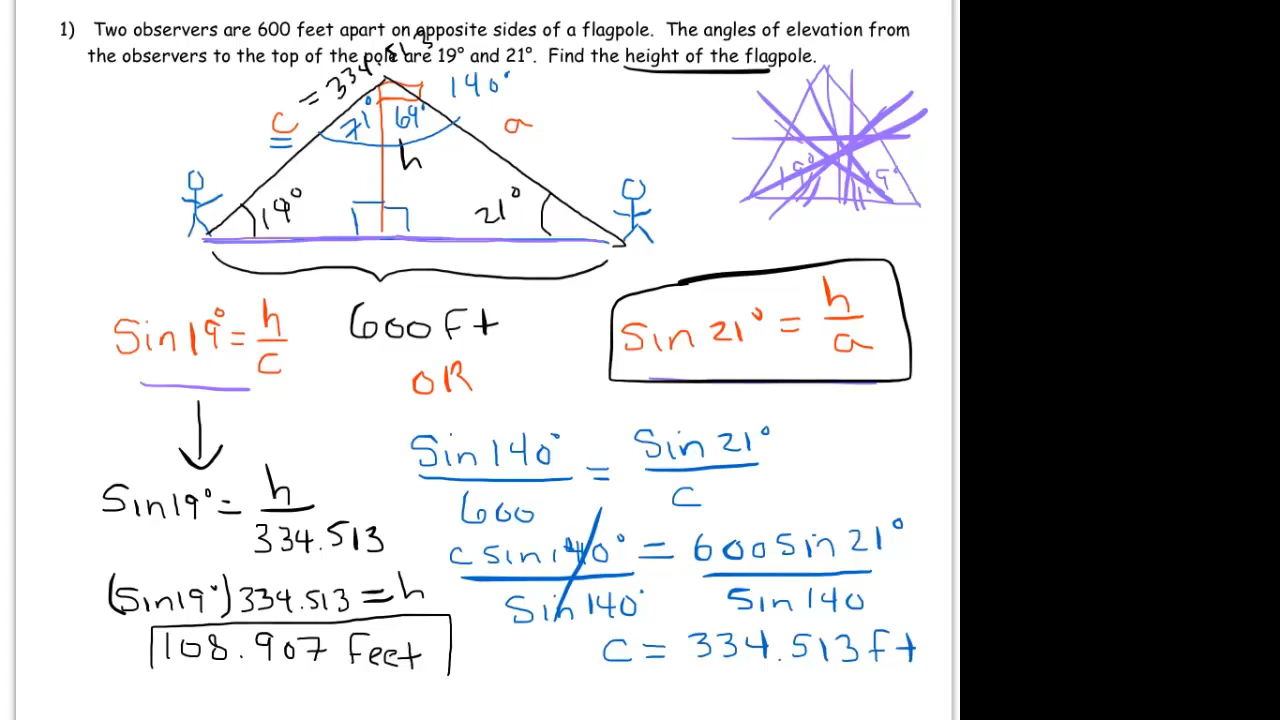 1) Two observers are 600 feet apart on opposite sides of a flagpole. The angles of elevation from
the observers to the top of the pole are 19° and 21°. Find the height of the flagpole.
c = 334.513
140°
71° 69°
a
h
19°
21°
19° 19°
600 Ft
Sin 19° = h/c
OR
Sin 21° = h/a
Sin 140°/600 = Sin 21°/c
Sin 19° = h/334.513
c sin 140°/Sin 140° = 600 Sin 21°/Sin 140
(Sin 19°) 334.513 = h
108.907 Feet
c = 334.513 ft